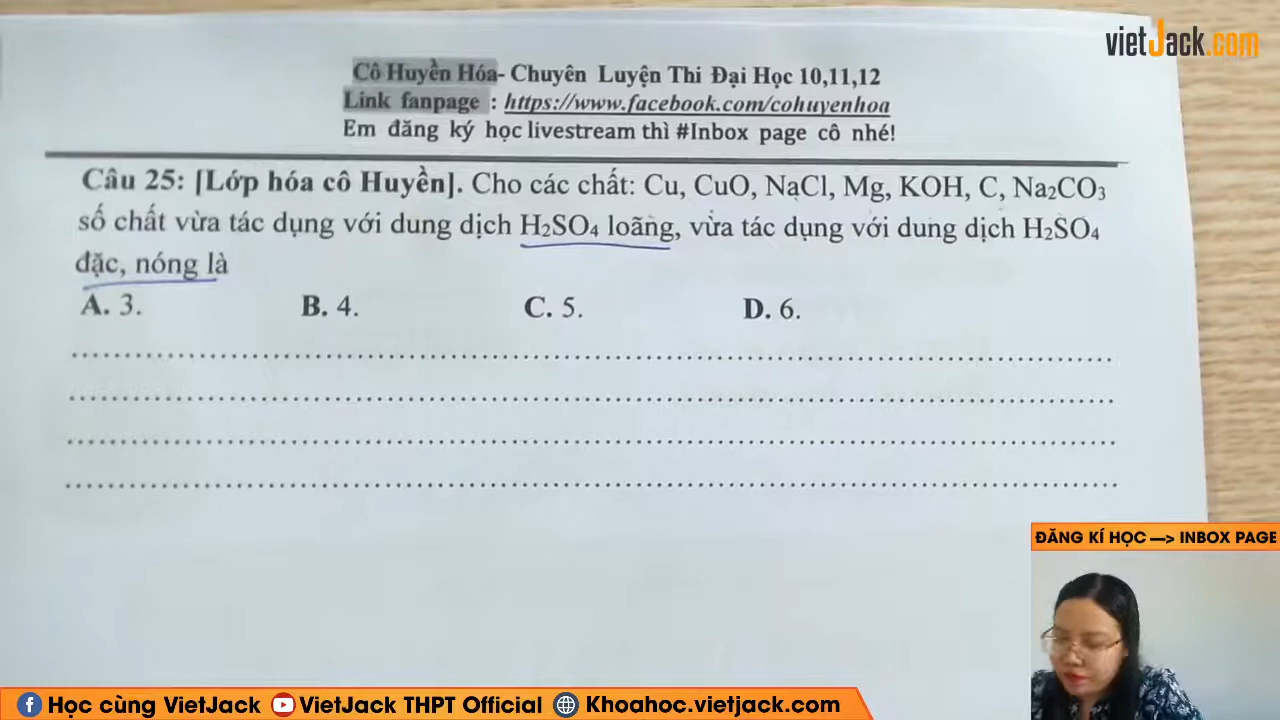 vietJack.com
Cô Huyền Hóa- Chuyên Luyện Thi Đại Học 10,11,12
Link fanpage : https://www.facebook.com/cohuyenhoa
Em đăng ký học livestream thì #Inbox page cô nhé!
Câu 25: [Lớp hóa cô Huyền]. Cho các chất: Cu, CuO, NaCl, Mg, KOH, C, Na₂CO₃
số chất vừa tác dụng với dung dịch H₂SO₄ loãng, vừa tác dụng với dung dịch H₂SO₄
đặc, nóng là
A. 3. B. 4. C. 5. D. 6.
ĐĂNG KÍ HỌC —> INBOX PAGE
Học cùng VietJack VietJack THPT Official Khoahoc.vietjack.com